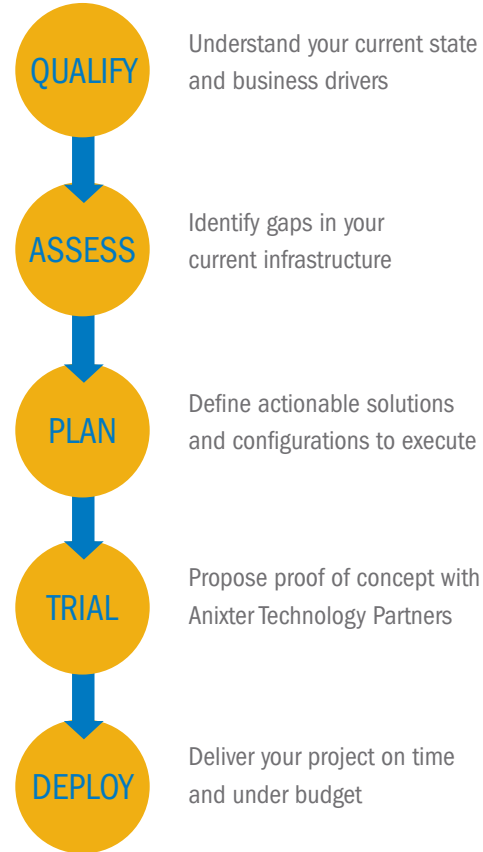 QUALIFY
Understand your current state
and business drivers
ASSESS
Identify gaps in your
current infrastructure
PLAN
Define actionable solutions
and configurations to execute
TRIAL
Propose proof of concept with
Anixter Technology Partners
DEPLOY
Deliver your project on time
and under budget